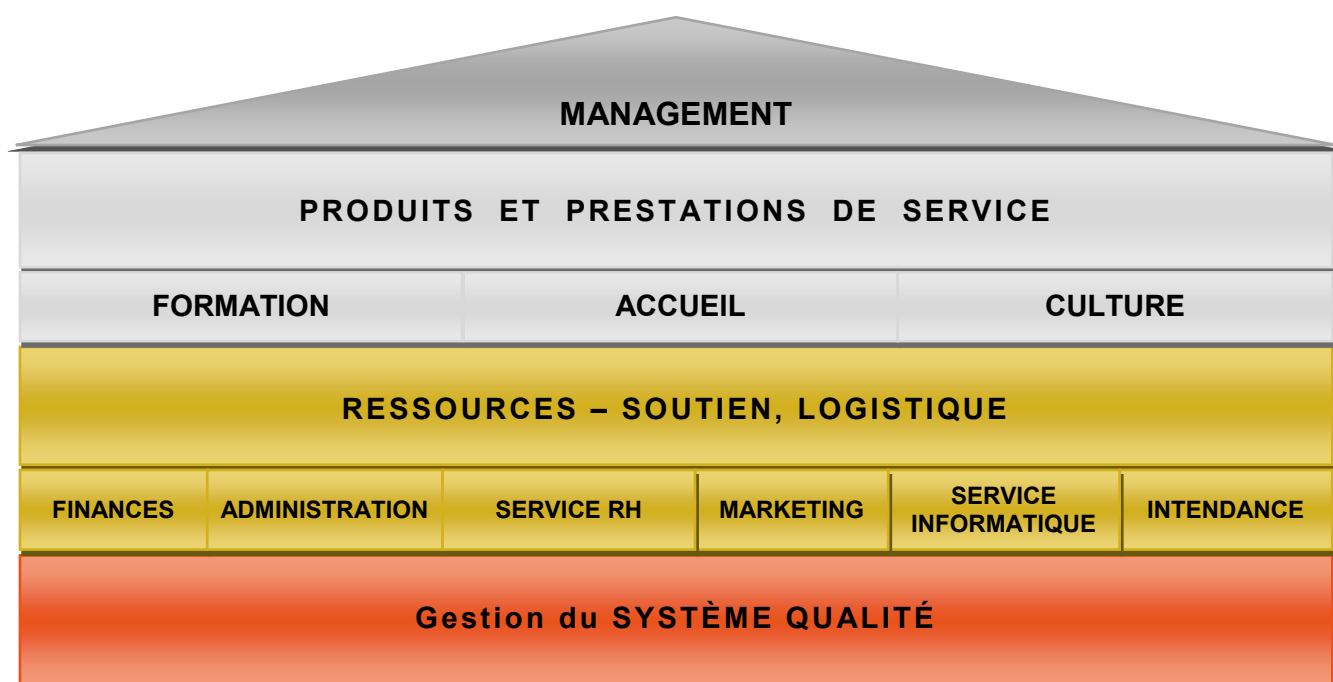 MANAGEMENT
PRODUITS ET PRESTATIONS DE SERVICE
FORMATION
ACCUEIL
CULTURE
RESSOURCES – SOUTIEN, LOGISTIQUE
FINANCES
ADMINISTRATION
SERVICE RH
MARKETING
SERVICE
INFORMATIQUE
INTENDANCE
Gestion du SYSTÈME QUALITÉ